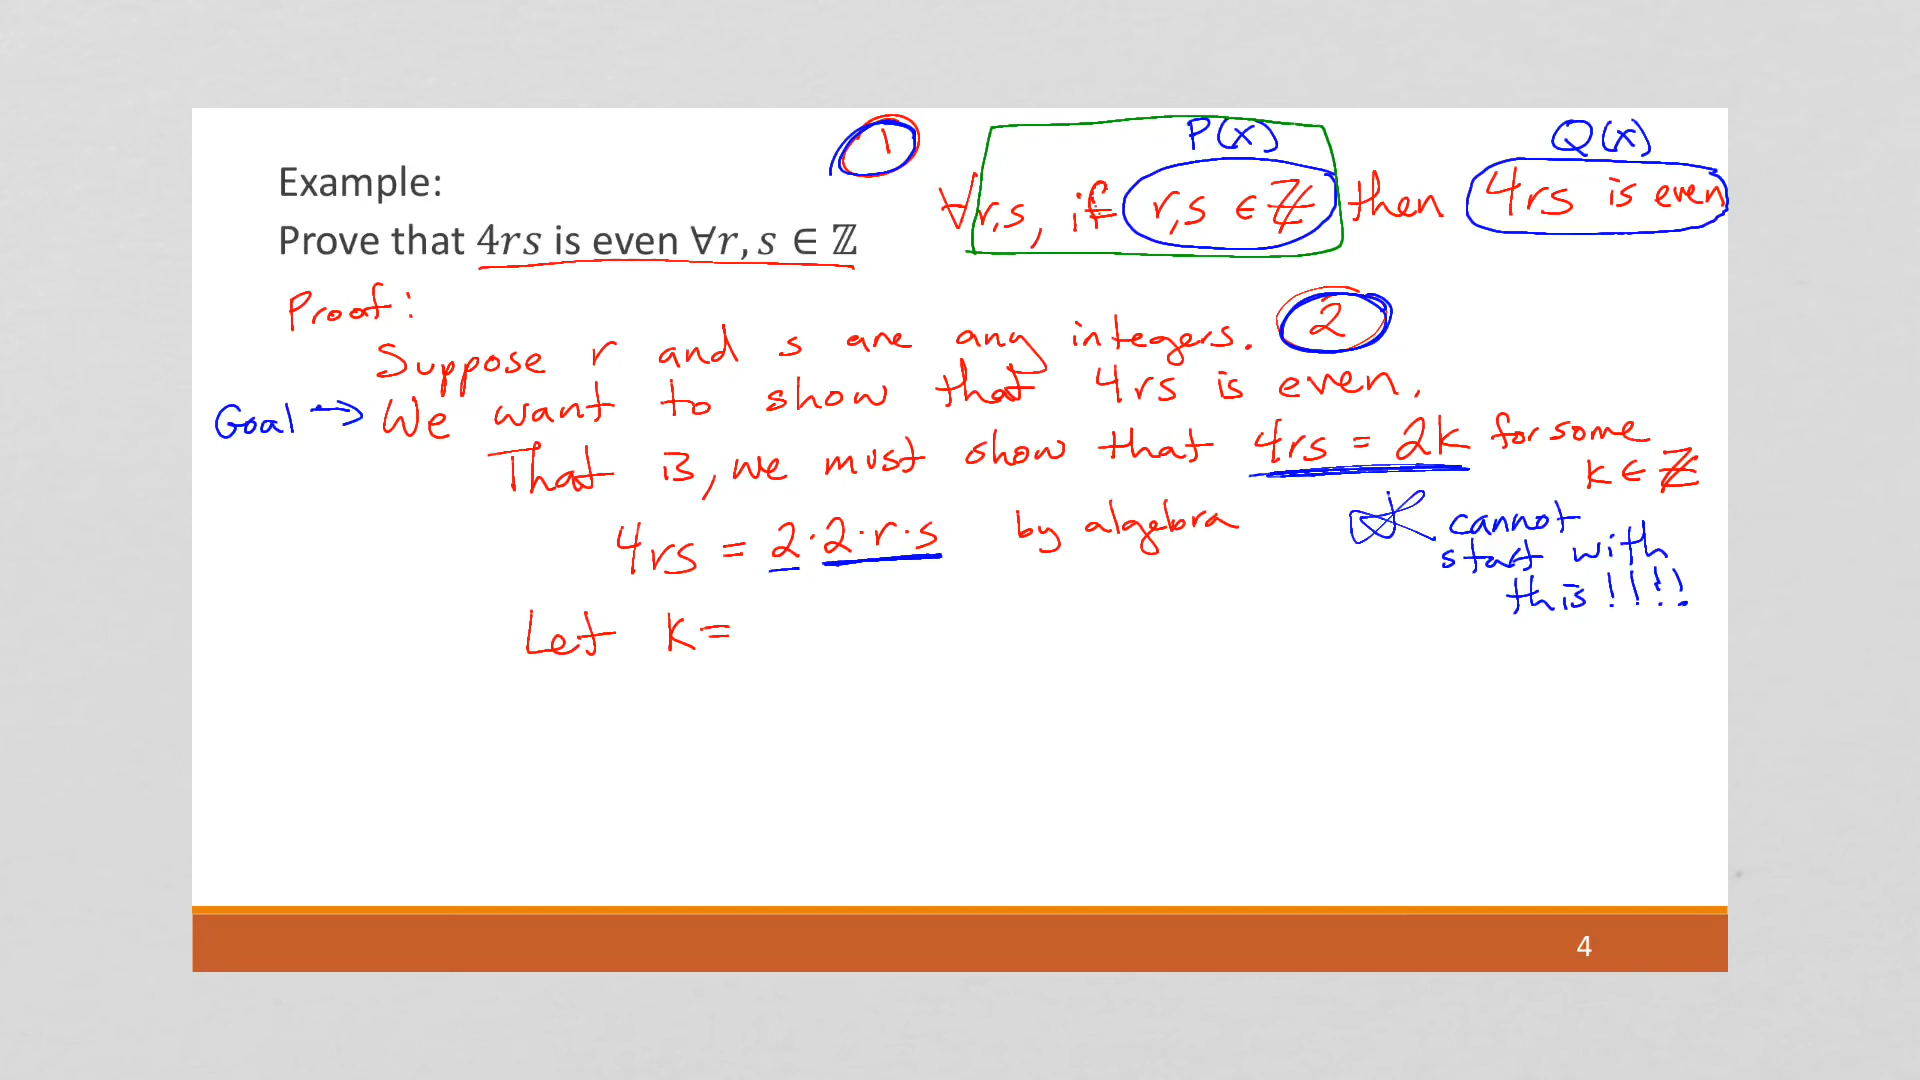 1
P(x) Q(x)
∀r,s, if r,s ∈ ℤ then 4rs is even
Example:
Prove that 4rs is even ∀r, s ∈ ℤ
Proof:
Suppose r and s are any integers. 2
Goal → We want to show that 4rs is even.
That is, we must show that 4rs = 2k for some
k ∈ ℤ
4rs = 2·2·r·s by algebra
cannot
start with
this!!!!
Let k=
4